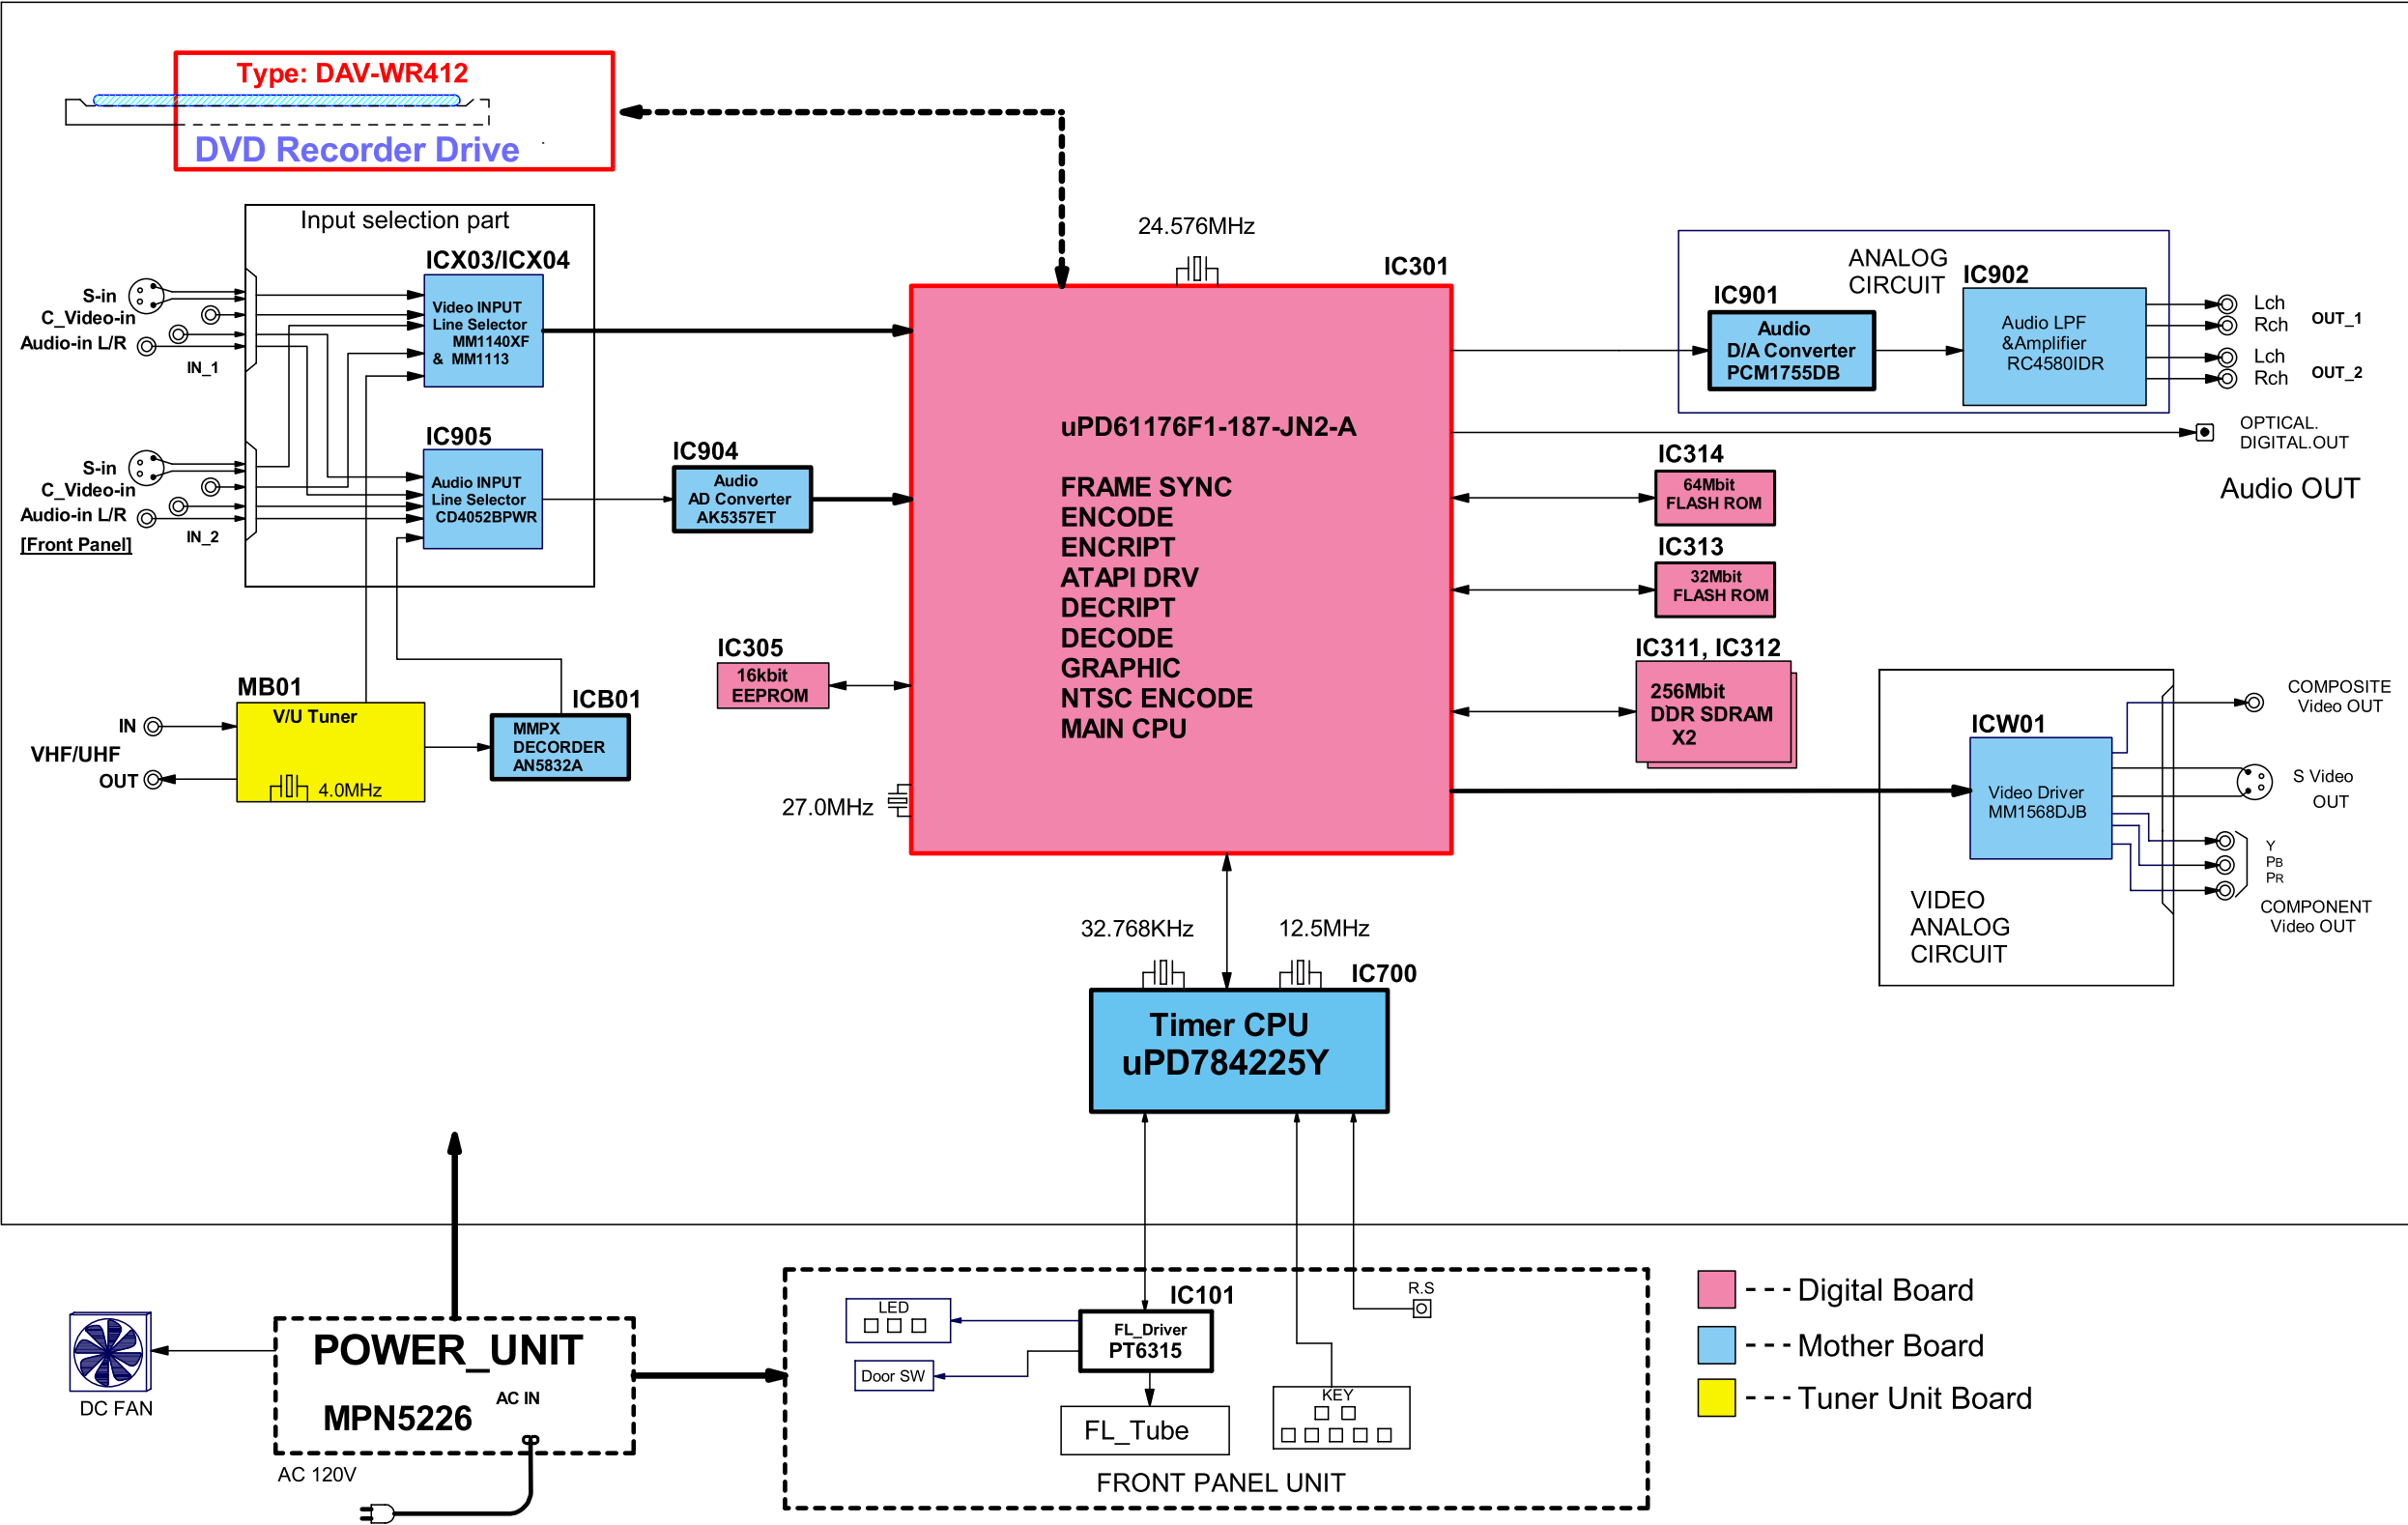 Type: DAV-WR412
DVD Recorder Drive
Input selection part
ICX03/ICX04
Video INPUT
Line Selector
MM1140XF
& MM1113
S-in
C_Video-in
Audio-in L/R
IN_1
IC905
Audio INPUT
Line Selector
CD4052BPWR
S-in
C_Video-in
Audio-in L/R
IN_2
[Front Panel]
IC904
Audio
AD Converter
AK5357ET
MB01
V/U Tuner
4.0MHz
IN
VHF/UHF
OUT
ICB01
MMPX
DECORDER
AN5832A
IC305
16kbit
EEPROM
27.0MHz
24.576MHz
IC301
uPD61176F1-187-JN2-A
FRAME SYNC
ENCODE
ENCRIPT
ATAPI DRV
DECRIPT
DECODE
GRAPHIC
NTSC ENCODE
MAIN CPU
ANALOG
CIRCUIT
IC901
Audio
D/A Converter
PCM1755DB
IC902
Audio LPF
&Amplifier
RC4580IDR
Lch
Rch
OUT_1
Lch
Rch
OUT_2
OPTICAL.
DIGITAL.OUT
Audio OUT
IC314
64Mbit
FLASH ROM
IC313
32Mbit
FLASH ROM
IC311, IC312
256Mbit
DDR SDRAM
X2
ICW01
Video Driver
MM1568DJB
VIDEO
ANALOG
CIRCUIT
COMPOSITE
Video OUT
S Video
OUT
Y
PB
PR
COMPONENT
Video OUT
32.768KHz
12.5MHz
IC700
Timer CPU
uPD784225Y
DC FAN
POWER_UNIT
MPN5226
AC IN
AC 120V
LED
Door SW
IC101
FL_Driver
PT6315
FL_Tube
KEY
R.S
FRONT PANEL UNIT
--- Digital Board
--- Mother Board
--- Tuner Unit Board